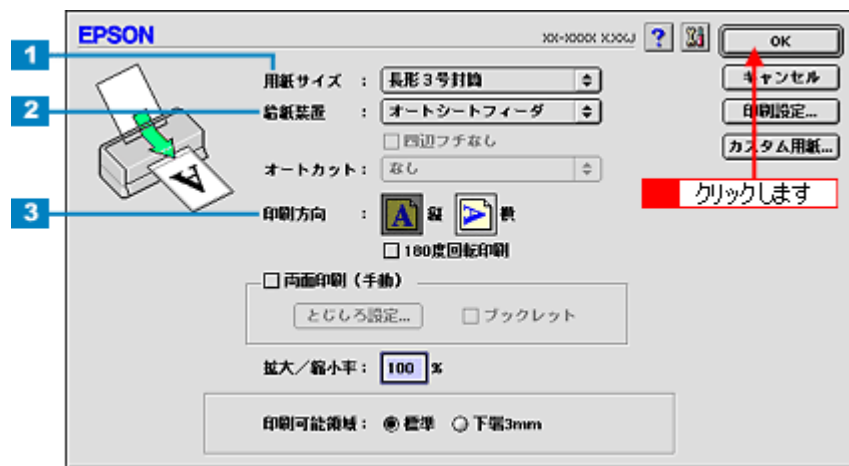 EPSON
XX-XXXX X.XXJ ? OK
1
用紙サイズ : 長形3号封筒 キャンセル
2
給紙装置 : オートシートフィーダ 印刷設定...
四辺フチなし カスタム用紙...
オートカット: なし
クリックします
3
印刷方向 : A 縦 A 横
180度回転印刷
両面印刷(手動)
とじしろ設定... ブックレット
拡大/縮小率: 100 %
印刷可能領域: 標準 下端3mm
A